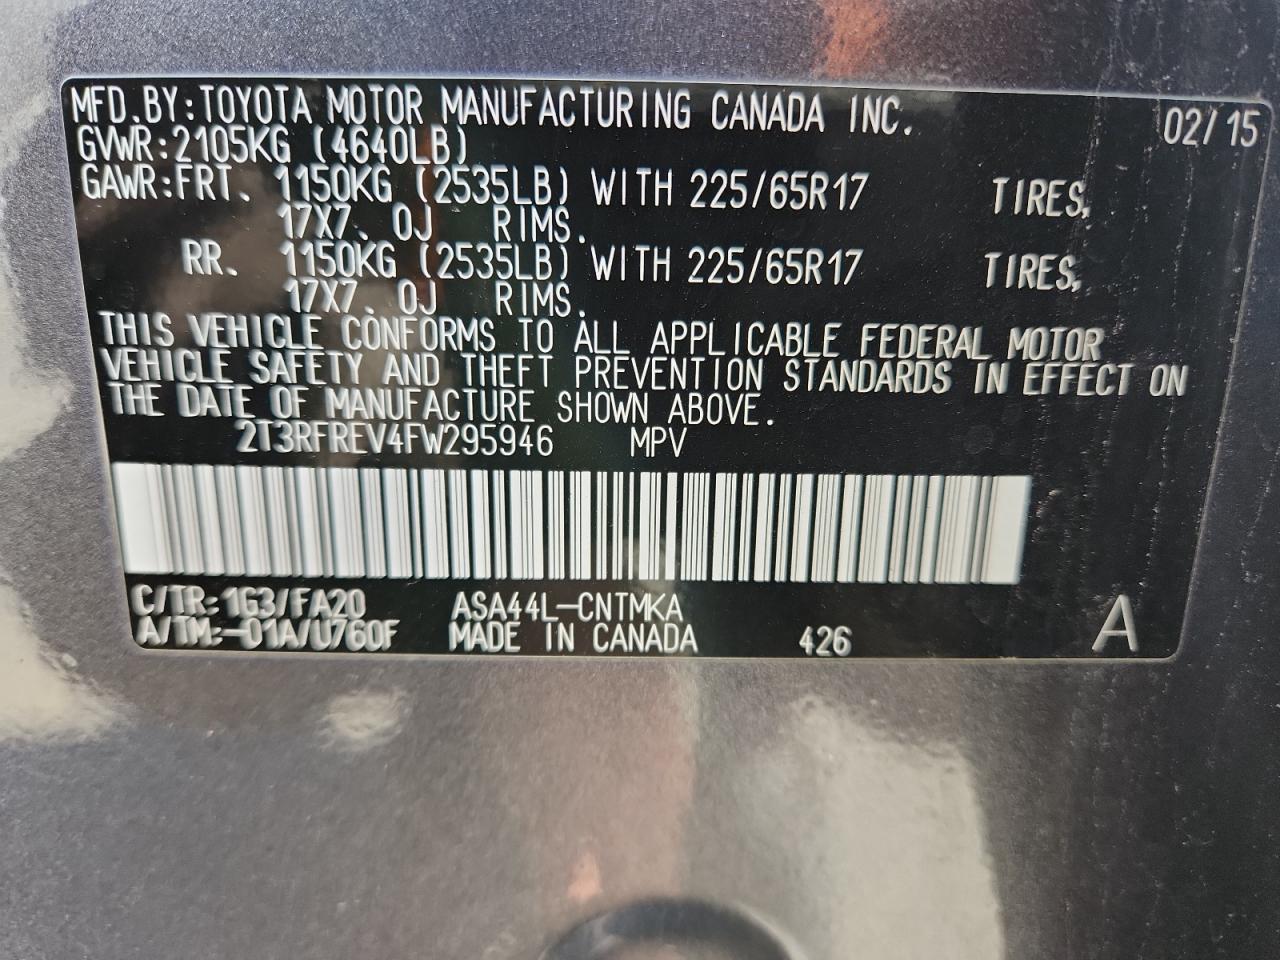 MFD.BY:TOYOTA MOTOR MANUFACTURING CANADA INC. 02/15
GVWR:2105KG (4640LB)
GAWR:FRT. 1150KG (2535LB) WITH 225/65R17 TIRES,
17X7.0J RIMS.
RR. 1150KG (2535LB) WITH 225/65R17 TIRES,
17X7.0J RIMS.
THIS VEHICLE CONFORMS TO ALL APPLICABLE FEDERAL MOTOR
VEHICLE SAFETY AND THEFT PREVENTION STANDARDS IN EFFECT ON
THE DATE OF MANUFACTURE SHOWN ABOVE.
2T3RFREV4FW295946 MPV
C/TR:1G3/FA20 ASA44L-CNTMKA
A/TM:-01A/U760F MADE IN CANADA 426 A